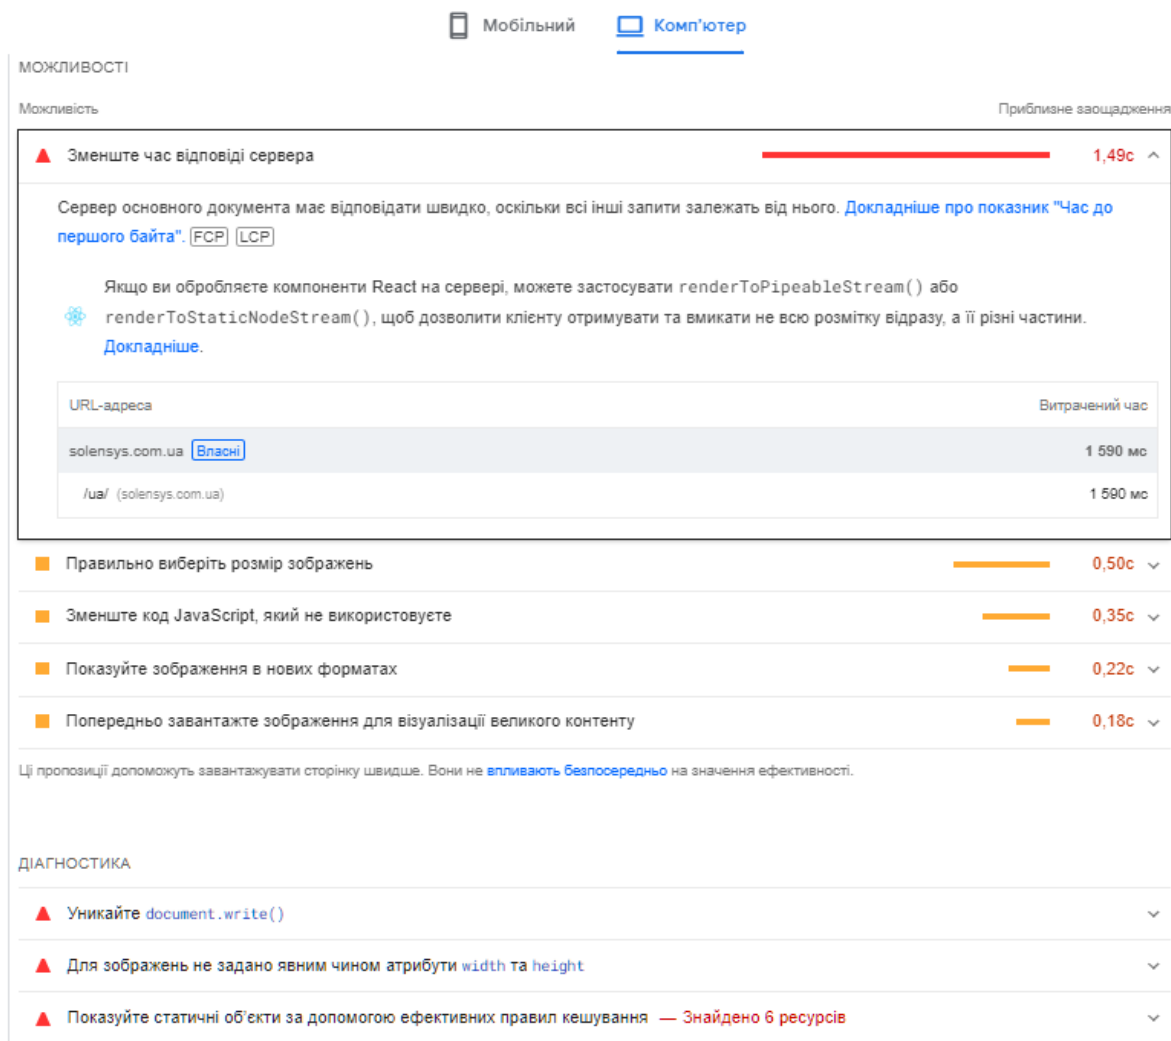 Мобільний
Комп'ютер
МОЖЛИВОСТІ
Можливість
Приблизне заощадження
Зменште час відповіді сервера
1,49с
Сервер основного документа має відповідати швидко, оскільки всі інші запити залежать від нього. Докладніше про показник "Час до
першого байта". FCP LCP
Якщо ви обробляєте компоненти React на сервері, можете застосувати renderToPipeableStream() або
renderToStaticNodeStream(), щоб дозволити клієнту отримувати та вмикати не всю розмітку відразу, а її різні частини.
Докладніше.
URL-адреса
Витрачений час
solensys.com.ua Власні
1 590 мс
/ua/ (solensys.com.ua)
1 590 мс
Правильно виберіть розмір зображень
0,50с
Зменште код JavaScript, який не використовуєте
0,35с
Показуйте зображення в нових форматах
0,22с
Попередньо завантажте зображення для візуалізації великого контенту
0,18с
Ці пропозиції допоможуть завантажувати сторінку швидше. Вони не впливають безпосередньо на значення ефективності.
ДІАГНОСТИКА
Уникайте document.write()
Для зображень не задано явним чином атрибути width та height
Показуйте статичні об'єкти за допомогою ефективних правил кешування — Знайдено 6 ресурсів